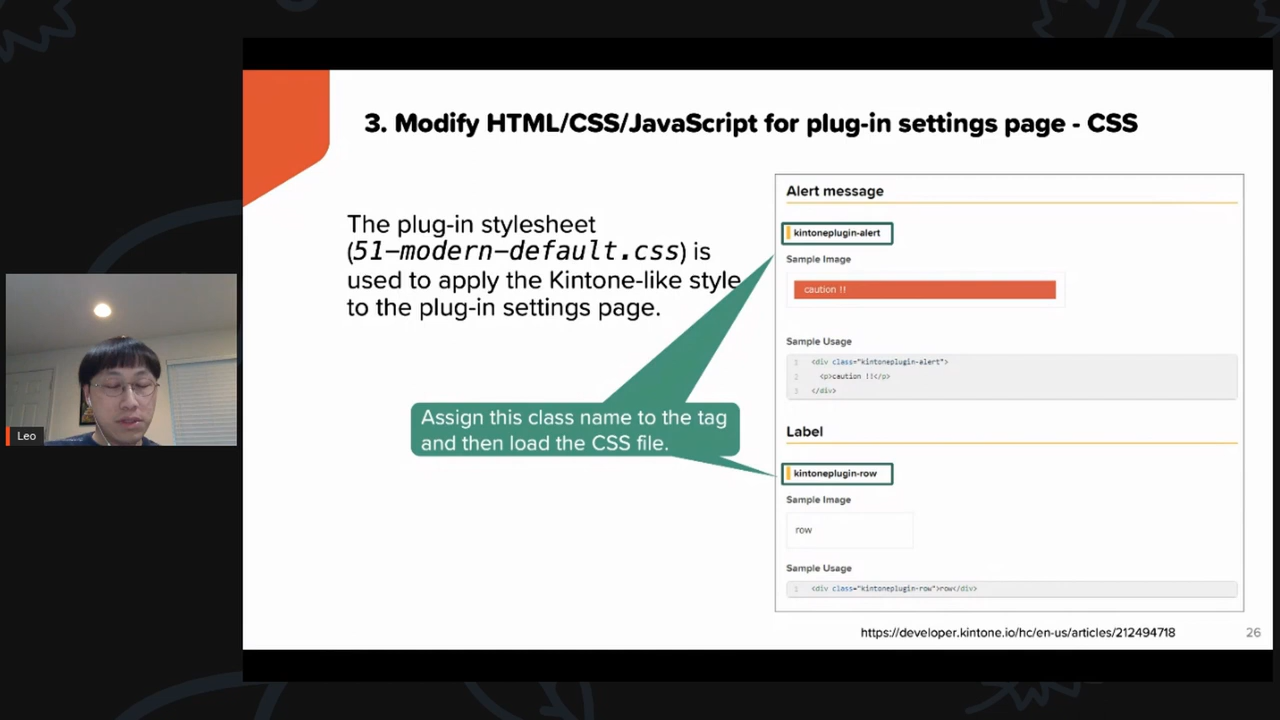 3. Modify HTML/CSS/JavaScript for plug-in settings page - CSS
The plug-in stylesheet
(51-modern-default.css) is
used to apply the Kintone-like style
to the plug-in settings page.
Assign this class name to the tag
and then load the CSS file.
Alert message
kintoneplugin-alert
Sample Image
caution !!
Sample Usage
1 <div class="kintoneplugin-alert">
2 <p>caution !!</p>
3 </div>
Label
kintoneplugin-row
Sample Image
row
Sample Usage
1 <div class="kintoneplugin-row">row</div>
https://developer.kintone.io/hc/en-us/articles/212494718
26
Leo